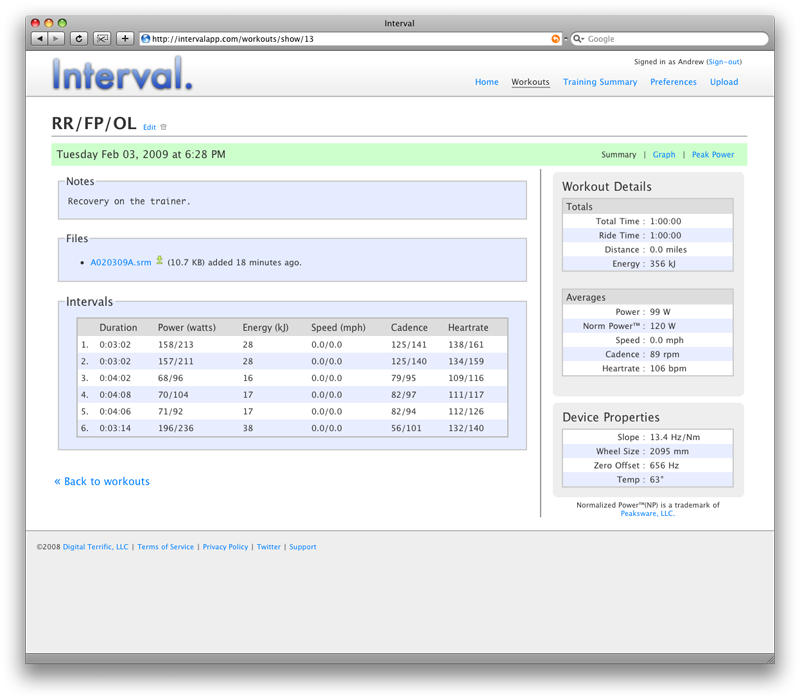 Interval
http://intervalapp.com/workouts/show/13
Google
Interval.
Signed in as Andrew (Sign-out)
Home Workouts Training Summary Preferences Upload
RR/FP/OL Edit
Tuesday Feb 03, 2009 at 6:28 PM
Summary | Graph | Peak Power
Notes
Recovery on the trainer.
Files
• A020309A.srm (10.7 KB) added 18 minutes ago.
Intervals
Duration Power (watts) Energy (kJ) Speed (mph) Cadence Heartrate
1. 0:03:02 158/213 28 0.0/0.0 125/141 138/161
2. 0:03:02 157/211 28 0.0/0.0 125/140 134/159
3. 0:04:02 68/96 16 0.0/0.0 79/95 109/116
4. 0:04:08 70/104 17 0.0/0.0 82/97 111/117
5. 0:04:06 71/92 17 0.0/0.0 82/94 112/126
6. 0:03:14 196/236 38 0.0/0.0 56/101 132/140
« Back to workouts
Workout Details
Totals
Total Time : 1:00:00
Ride Time : 1:00:00
Distance : 0.0 miles
Energy : 356 kJ
Averages
Power : 99 W
Norm Power™ : 120 W
Speed : 0.0 mph
Cadence : 89 rpm
Heartrate : 106 bpm
Device Properties
Slope : 13.4 Hz/Nm
Wheel Size : 2095 mm
Zero Offset : 656 Hz
Temp : 63°
Normalized Power™(NP) is a trademark of
Peaksware, LLC.
©2008 Digital Terrific, LLC | Terms of Service | Privacy Policy | Twitter | Support